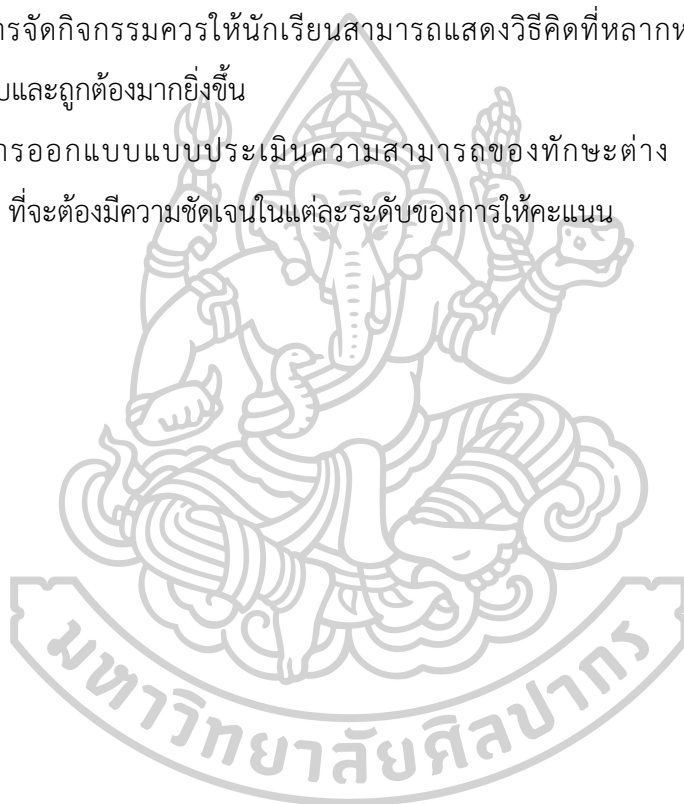 ารจัดกิจกรรมควรให้นักเรียนสามารถแสดงวิธีคิดที่หลากห
บและถูกต้องมากยิ่งขึ้น
ารออกแบบแบบประเมินความสามารถของทักษะต่าง
ที่จะต้องมีความชัดเจนในแต่ละระดับของการให้คะแนน
มหาวิทยาลัยศิลปากร